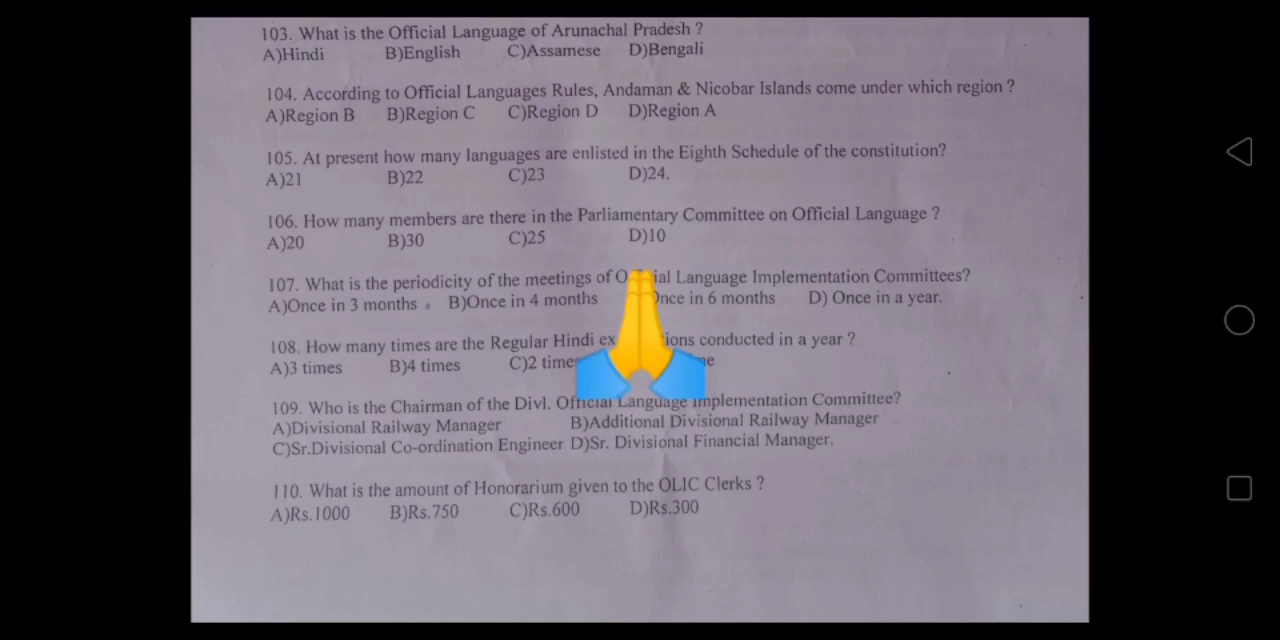 103. What is the Official Language of Arunachal Pradesh ?
A)Hindi B)English C)Assamese D)Bengali
104. According to Official Languages Rules, Andaman & Nicobar Islands come under which region ?
A)Region B B)Region C C)Region D D)Region A
105. At present how many languages are enlisted in the Eighth Schedule of the constitution?
A)21 B)22 C)23 D)24.
106. How many members are there in the Parliamentary Committee on Official Language ?
A)20 B)30 C)25 D)10
107. What is the periodicity of the meetings of Language Implementation Committees?
A)Once in 3 months B)Once in 4 months Once in 6 months D) Once in a year.
108. How many times are the Regular Hindi conducted in a year ?
A)3 times B)4 times C)2 times
109. Who is the Chairman of the Divl. Official Language Implementation Committee?
A)Divisional Railway Manager B)Additional Divisional Railway Manager
C)Sr.Divisional Co-ordination Engineer D)Sr. Divisional Financial Manager.
110. What is the amount of Honorarium given to the OLIC Clerks ?
A)Rs.1000 B)Rs.750 C)Rs.600 D)Rs.300